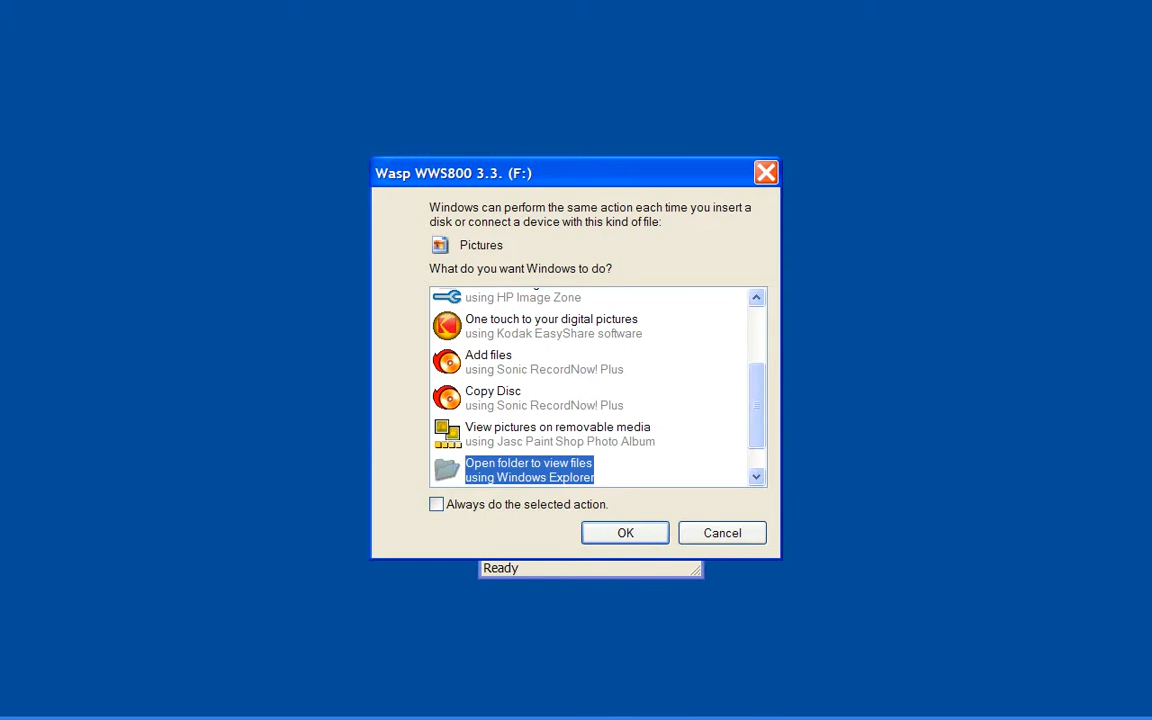 Wasp WWS800 3.3. (F:)
Windows can perform the same action each time you insert a
disk or connect a device with this kind of file:
Pictures
What do you want Windows to do?
using HP Image Zone
One touch to your digital pictures
using Kodak EasyShare software
Add files
using Sonic RecordNow! Plus
Copy Disc
using Sonic RecordNow! Plus
View pictures on removable media
using Jasc Paint Shop Photo Album
Open folder to view files
using Windows Explorer
Always do the selected action.
OK
Cancel
Ready